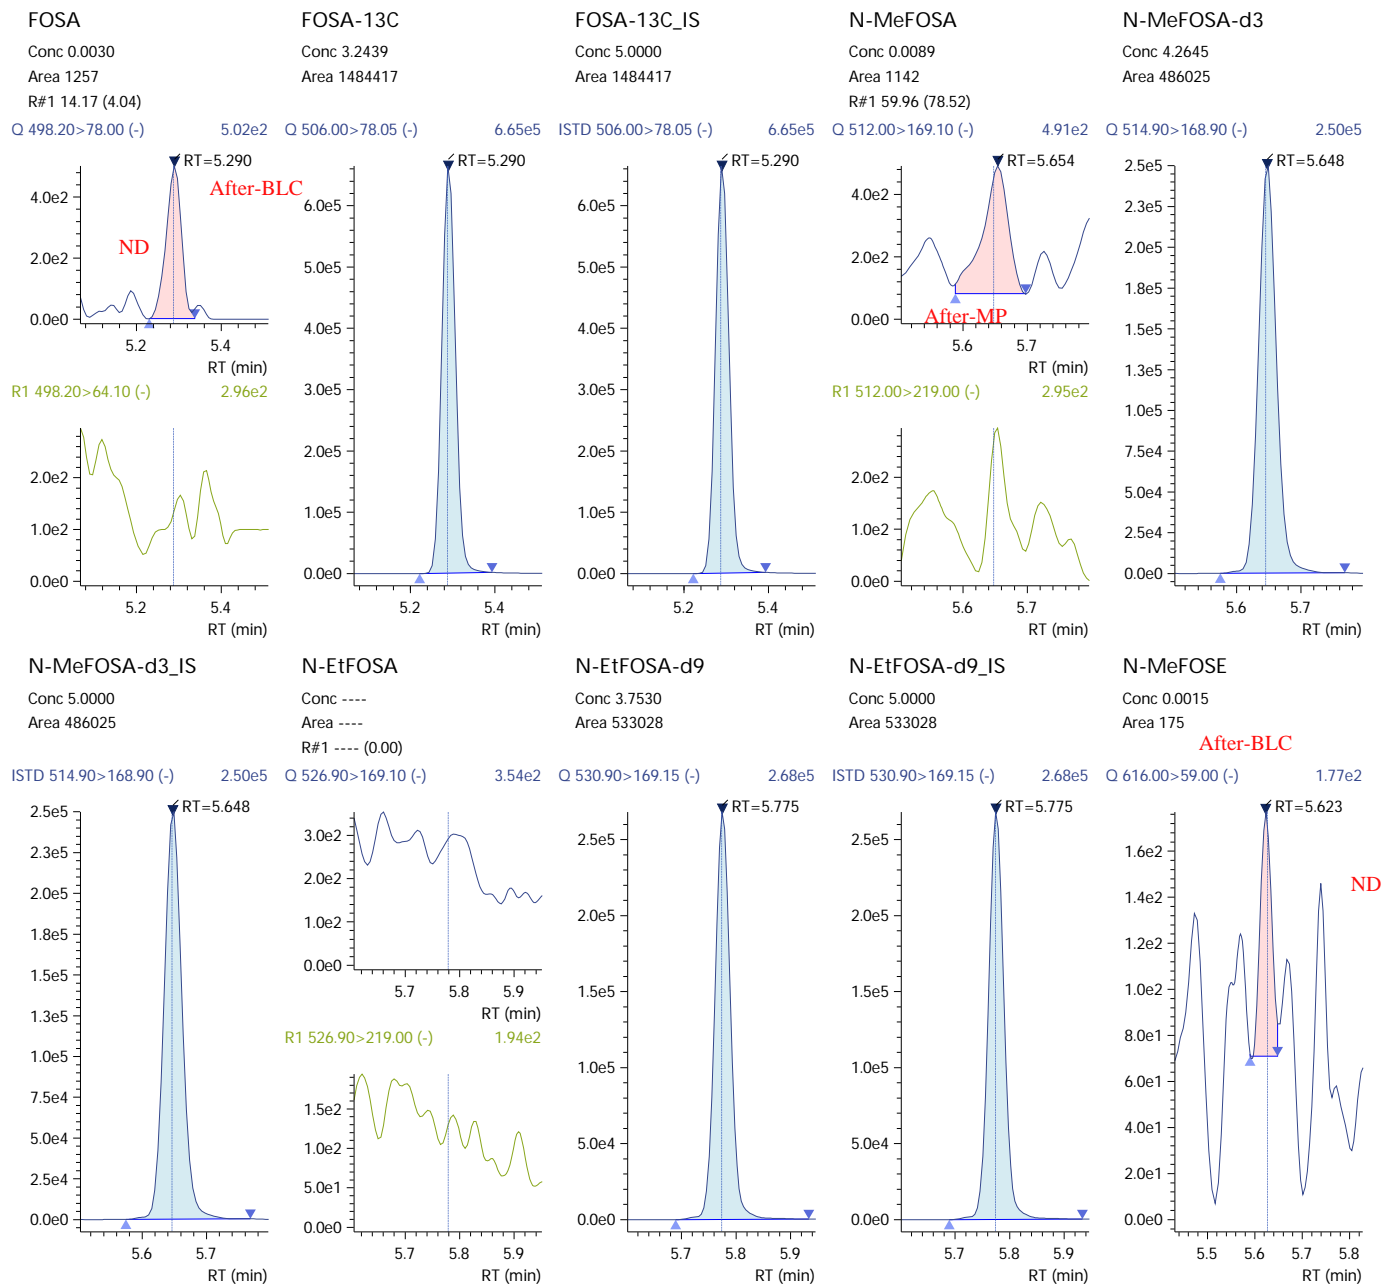 FOSA
Conc 0.0030
Area 1257
R#1 14.17 (4.04)
Q 498.20>78.00 (-) 5.02e2
RT=5.290
After-BLC
ND
4.0e2
2.0e2
0.0e0
5.2 5.4
RT (min)
R1 498.20>64.10 (-) 2.96e2
2.0e2
1.0e2
0.0e0
5.2 5.4
RT (min)
FOSA-13C
Conc 3.2439
Area 1484417
Q 506.00>78.05 (-) 6.65e5
RT=5.290
6.0e5
5.0e5
4.0e5
3.0e5
2.0e5
1.0e5
0.0e0
5.2 5.4
RT (min)
FOSA-13C_IS
Conc 5.0000
Area 1484417
ISTD 506.00>78.05 (-) 6.65e5
RT=5.290
6.0e5
5.0e5
4.0e5
3.0e5
2.0e5
1.0e5
0.0e0
5.2 5.4
RT (min)
N-MeFOSA
Conc 0.0089
Area 1142
R#1 59.96 (78.52)
Q 512.00>169.10 (-) 4.91e2
RT=5.654
4.0e2
2.0e2
0.0e0
After-MP
5.6 5.7
RT (min)
R1 512.00>219.00 (-) 2.95e2
2.0e2
1.0e2
0.0e0
5.6 5.7
RT (min)
N-MeFOSA-d3
Conc 4.2645
Area 486025
Q 514.90>168.90 (-) 2.50e5
RT=5.648
2.5e5
2.3e5
2.0e5
1.8e5
1.5e5
1.3e5
1.0e5
7.5e4
5.0e4
2.5e4
0.0e0
5.6 5.7
RT (min)
N-MeFOSA-d3_IS
Conc 5.0000
Area 486025
ISTD 514.90>168.90 (-) 2.50e5
RT=5.648
2.5e5
2.3e5
2.0e5
1.8e5
1.5e5
1.3e5
1.0e5
7.5e4
5.0e4
2.5e4
0.0e0
5.6 5.7
RT (min)
N-EtFOSA
Conc ----
Area ----
R#1 ---- (0.00)
Q 526.90>169.10 (-) 3.54e2
3.0e2
2.0e2
1.0e2
0.0e0
5.7 5.8 5.9
RT (min)
R1 526.90>219.00 (-) 1.94e2
1.5e2
1.0e2
5.0e1
0.0e0
5.7 5.8 5.9
RT (min)
N-EtFOSA-d9
Conc 3.7530
Area 533028
Q 530.90>169.15 (-) 2.68e5
RT=5.775
2.5e5
2.0e5
1.5e5
1.0e5
5.0e4
0.0e0
5.7 5.8 5.9
RT (min)
N-EtFOSA-d9_IS
Conc 5.0000
Area 533028
ISTD 530.90>169.15 (-) 2.68e5
RT=5.775
2.5e5
2.0e5
1.5e5
1.0e5
5.0e4
0.0e0
5.7 5.8 5.9
RT (min)
N-MeFOSE
Conc 0.0015
Area 175
After-BLC
Q 616.00>59.00 (-) 1.77e2
RT=5.623
ND
1.6e2
1.4e2
1.2e2
1.0e2
8.0e1
6.0e1
4.0e1
2.0e1
0.0e0
5.5 5.6 5.7 5.8
RT (min)